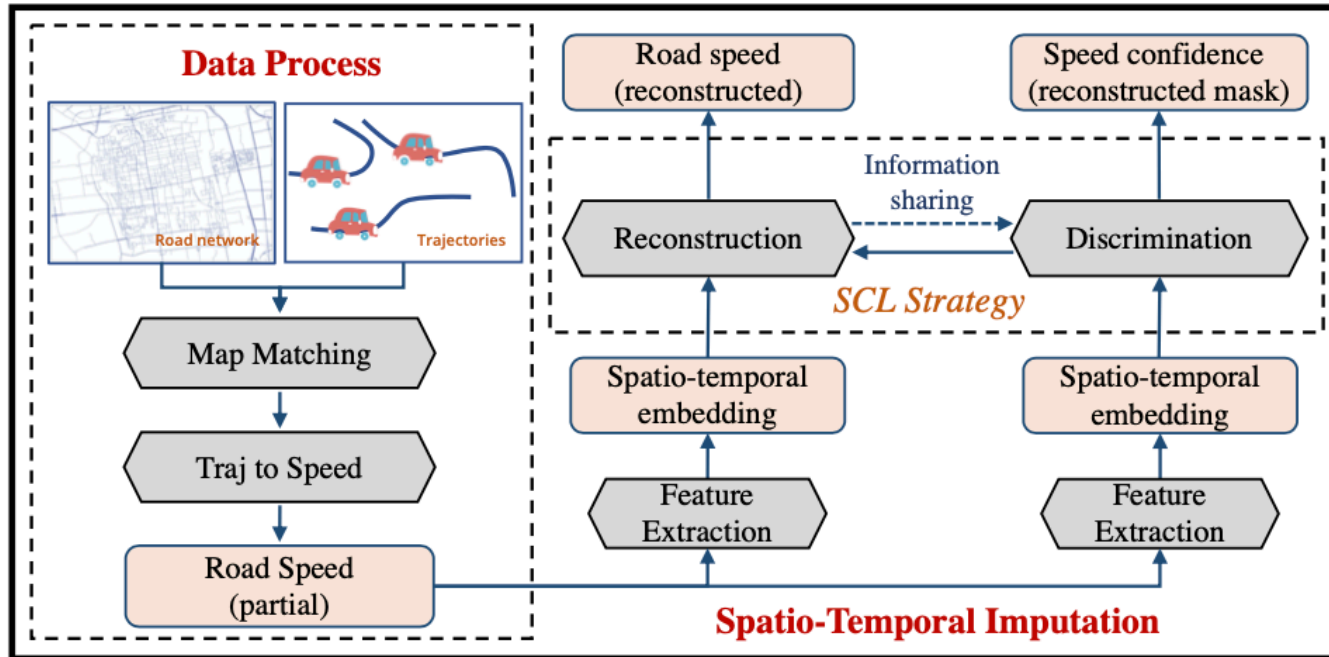 Data Process
Road network
Trajectories
Map Matching
Traj to Speed
Road Speed
(partial)
Road speed
(reconstructed)
Speed confidence
(reconstructed mask)
Information
sharing
Reconstruction
Discrimination
SCL Strategy
Spatio-temporal
embedding
Spatio-temporal
embedding
Feature
Extraction
Feature
Extraction
Spatio-Temporal Imputation